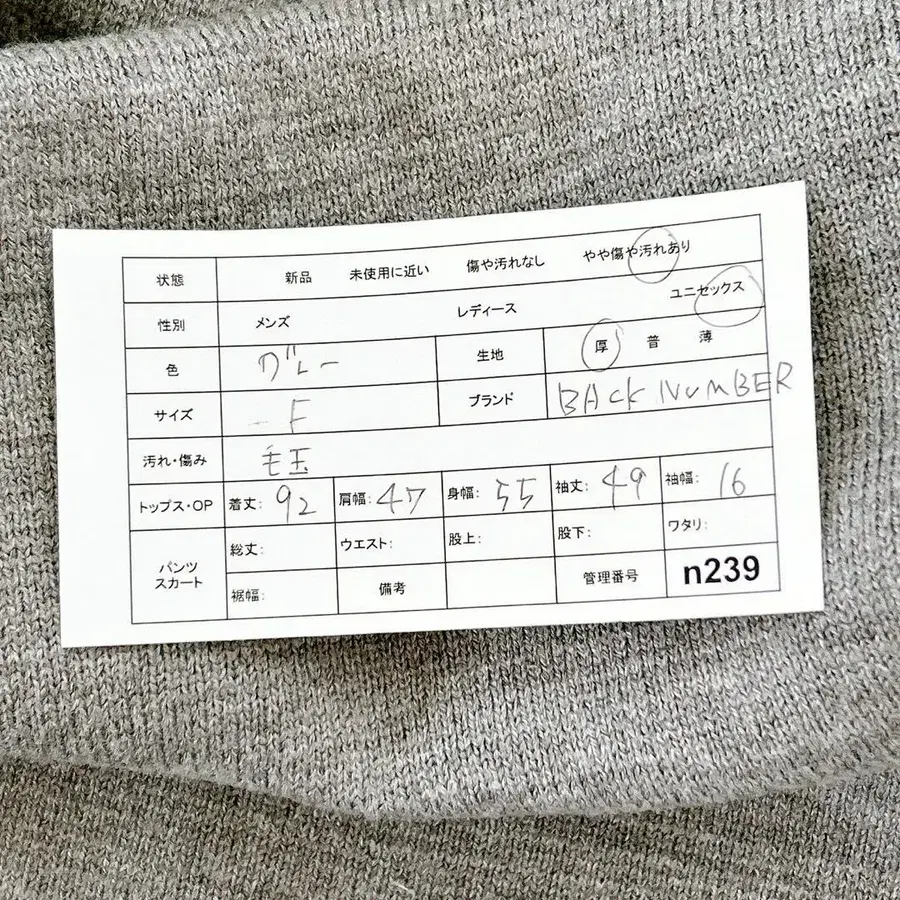 状態 新品 未使用に近い 傷や汚れなし やや傷や汚れあり
性別 メンズ レディース ユニセックス
色 グレー 生地 厚 普 薄
サイズ F ブランド BACK NUMBER
汚れ・傷み 毛玉
トップス・OP 着丈: 92 肩幅: 47 身幅: 55 袖丈: 49 袖幅: 16
パンツ
スカート
総丈: ウエスト: 股上: 股下: ワタリ:
裾幅: 備考 管理番号 n239